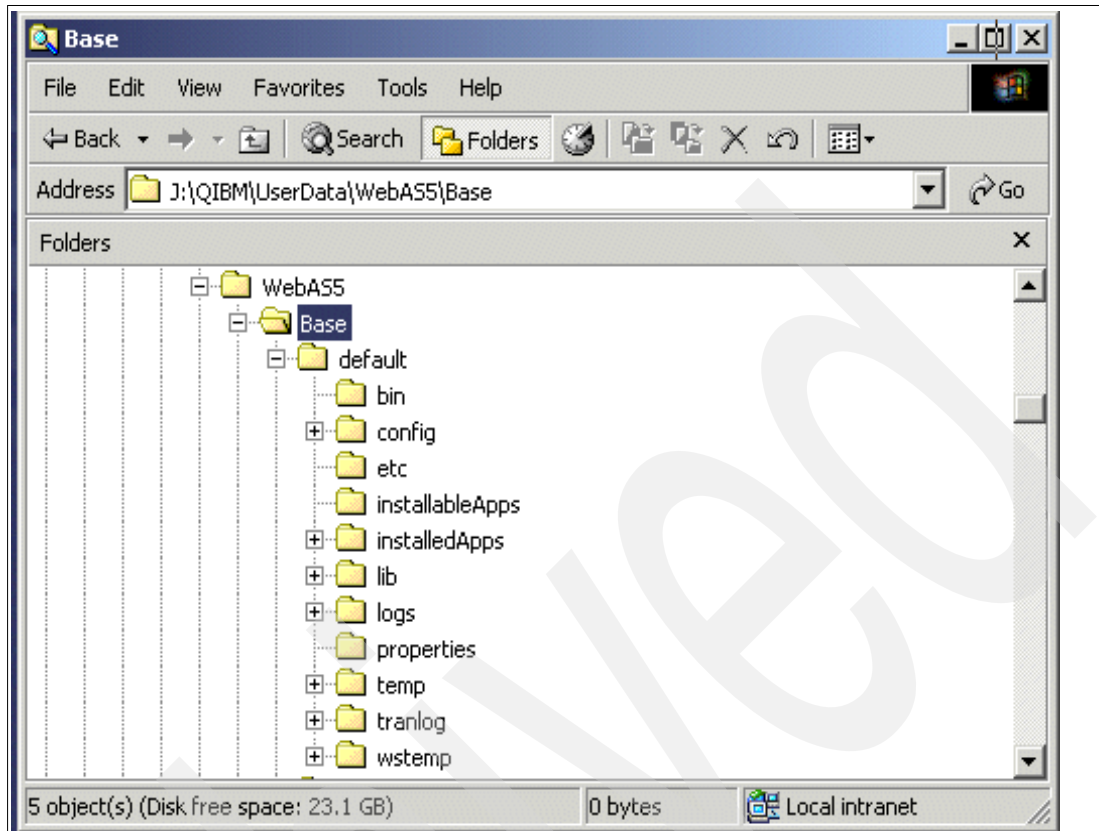 Base
File Edit View Favorites Tools Help
Back Search Folders
Address J:\QIBM\UserData\WebAS5\Base Go
Folders
WebAS5
Base
default
bin
config
etc
installableApps
installedApps
lib
logs
properties
temp
tranlog
wstemp
5 object(s) (Disk free space: 23.1 GB) 0 bytes Local intranet